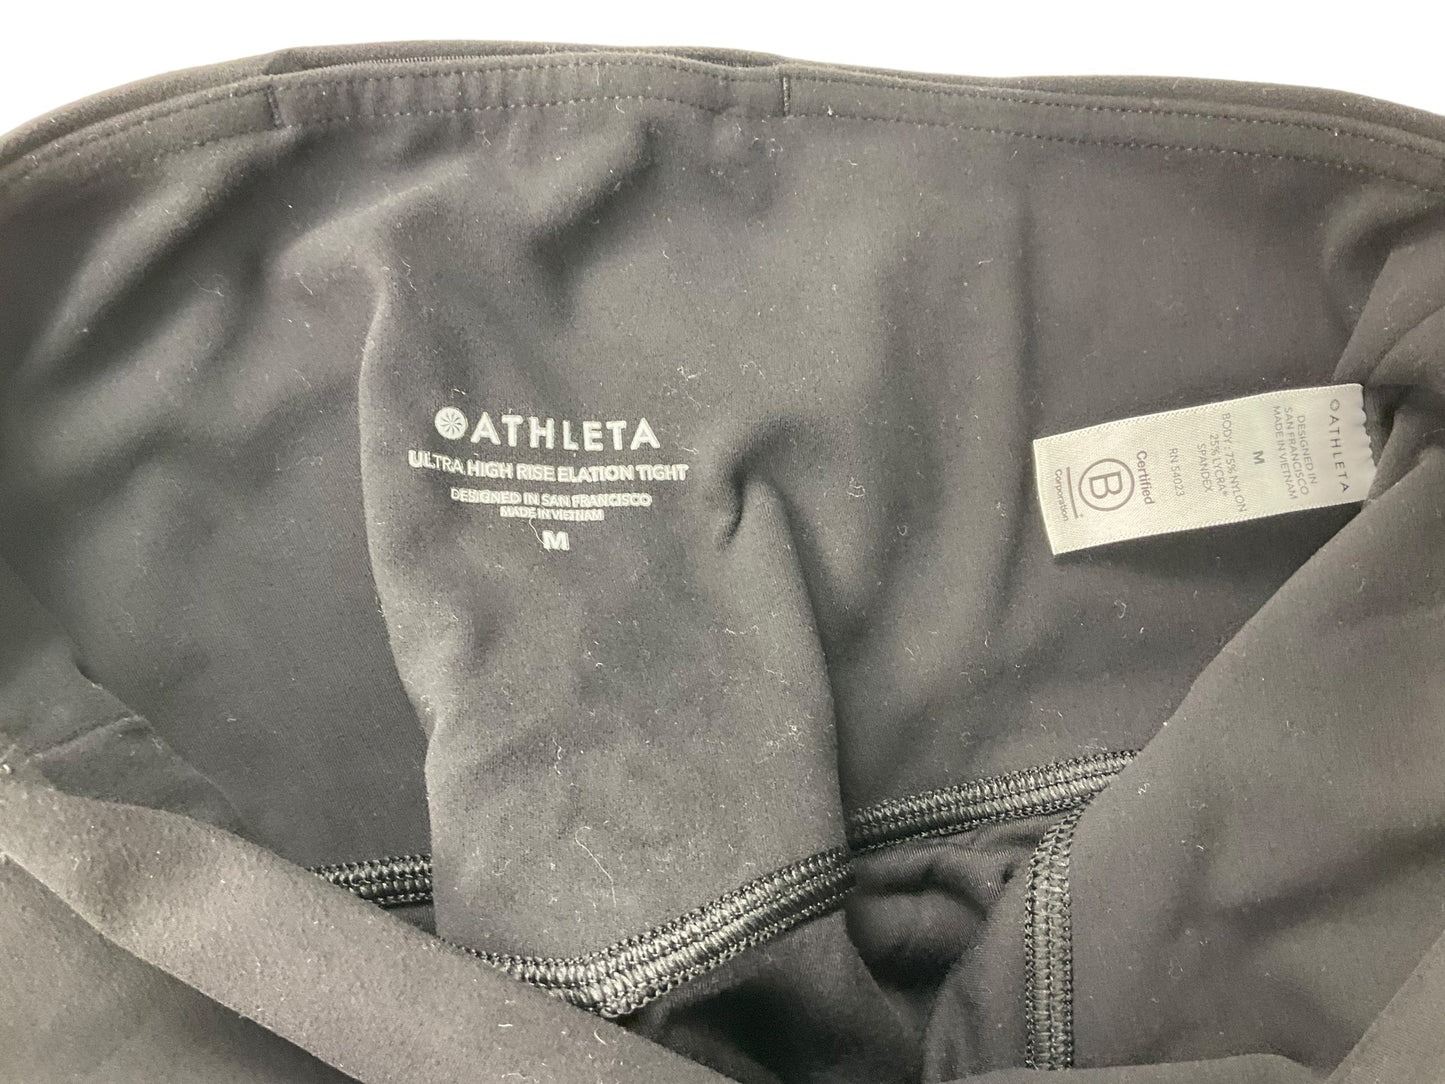 ATHLETA
ULTRA HIGH RISE ELATION TIGHT
DESIGNED IN SAN FRANCISCO
MADE IN VIETNAM
M
ATHLETA
DESIGNED IN
SAN FRANCISCO
MADE IN VIETNAM
M
BODY : 75% NYLON
25% LYCRA®
SPANDEX
RN 54023
Certified
B
Corporation